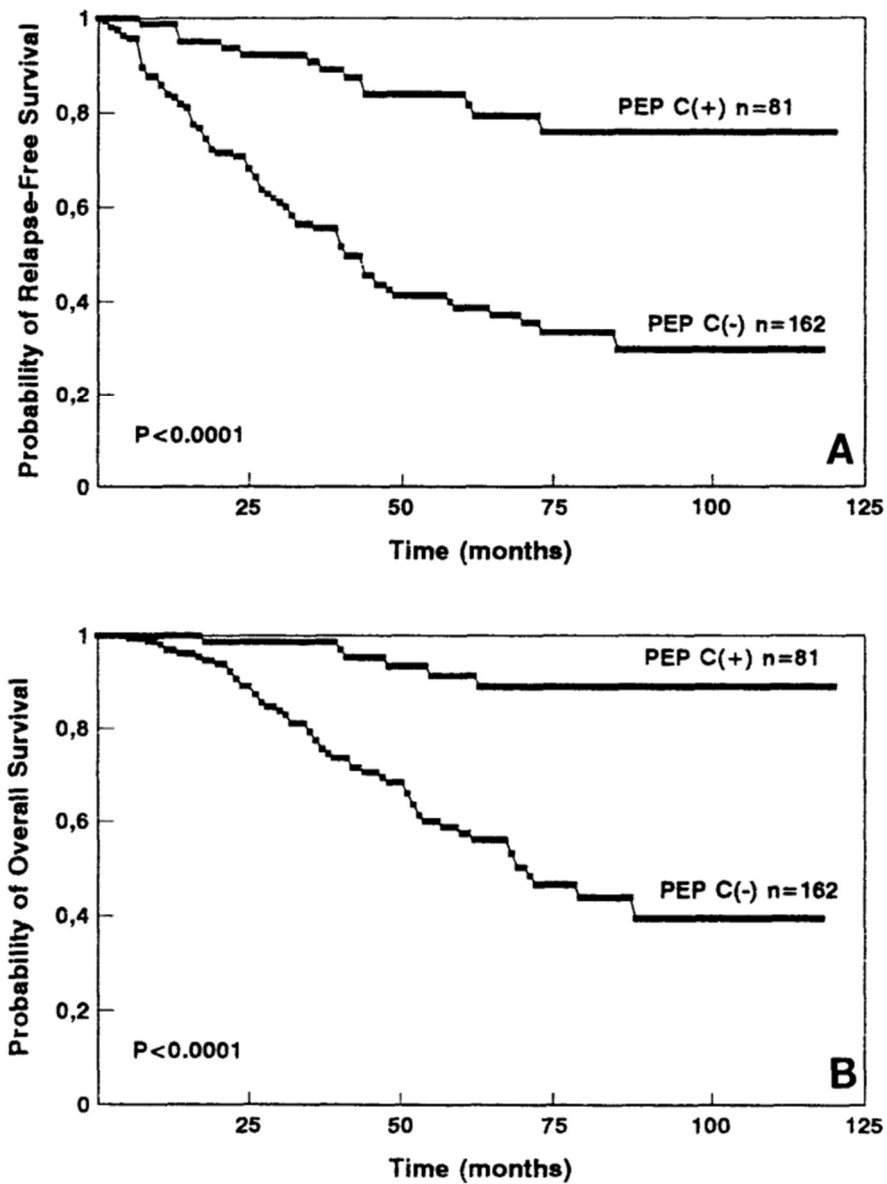 Probability of Relapse-Free Survival
1
0,8
0,6
0,4
0,2
0
PEP C(+) n=81
PEP C(-) n=162
P<0.0001
A
25
50
75
100
125
Time (months)
Probability of Overall Survival
1
0,8
0,6
0,4
0,2
0
PEP C(+) n=81
PEP C(-) n=162
P<0.0001
B
25
50
75
100
125
Time (months)